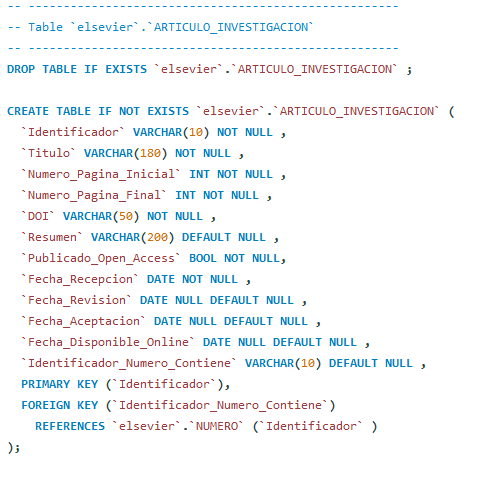 -- -----------------------------------------------------
-- Table `elsevier`.`ARTICULO_INVESTIGACION`
-- -----------------------------------------------------
DROP TABLE IF EXISTS `elsevier`.`ARTICULO_INVESTIGACION` ;
CREATE TABLE IF NOT EXISTS `elsevier`.`ARTICULO_INVESTIGACION` (
`Identificador` VARCHAR(10) NOT NULL ,
`Titulo` VARCHAR(180) NOT NULL ,
`Numero_Pagina_Inicial` INT NOT NULL ,
`Numero_Pagina_Final` INT NOT NULL ,
`DOI` VARCHAR(50) NOT NULL ,
`Resumen` VARCHAR(200) DEFAULT NULL ,
`Publicado_Open_Access` BOOL NOT NULL,
`Fecha_Recepcion` DATE NOT NULL ,
`Fecha_Revision` DATE NULL DEFAULT NULL ,
`Fecha_Aceptacion` DATE NULL DEFAULT NULL ,
`Fecha_Disponible_Online` DATE NULL DEFAULT NULL ,
`Identificador_Numero_Contiene` VARCHAR(10) DEFAULT NULL ,
PRIMARY KEY (`Identificador`),
FOREIGN KEY (`Identificador_Numero_Contiene`)
REFERENCES `elsevier`.`NUMERO` (`Identificador` )
);